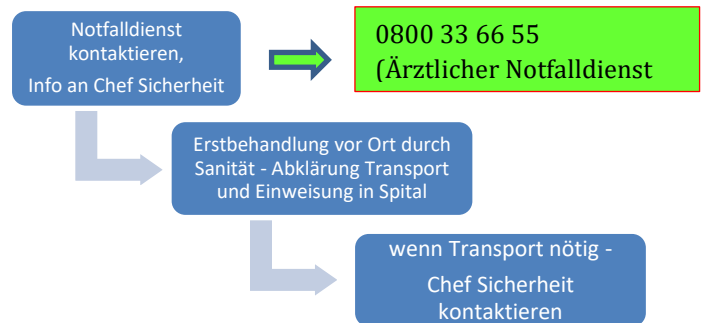 Notfalldienst
kontaktieren,
Info an Chef Sicherheit
0800 33 66 55
(Ärztlicher Notfalldienst
Erstbehandlung vor Ort durch
Sanität - Abklärung Transport
und Einweisung in Spital
wenn Transport nötig -
Chef Sicherheit
kontaktieren